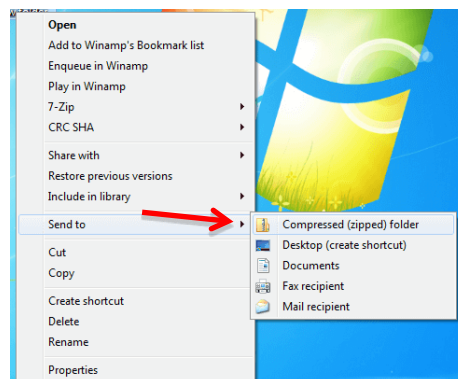 Open
Add to Winamp's Bookmark list
Enqueue in Winamp
Play in Winamp
7-Zip
CRC SHA
Share with
Restore previous versions
Include in library
Send to
Compressed (zipped) folder
Desktop (create shortcut)
Documents
Fax recipient
Mail recipient
Cut
Copy
Create shortcut
Delete
Rename
Properties